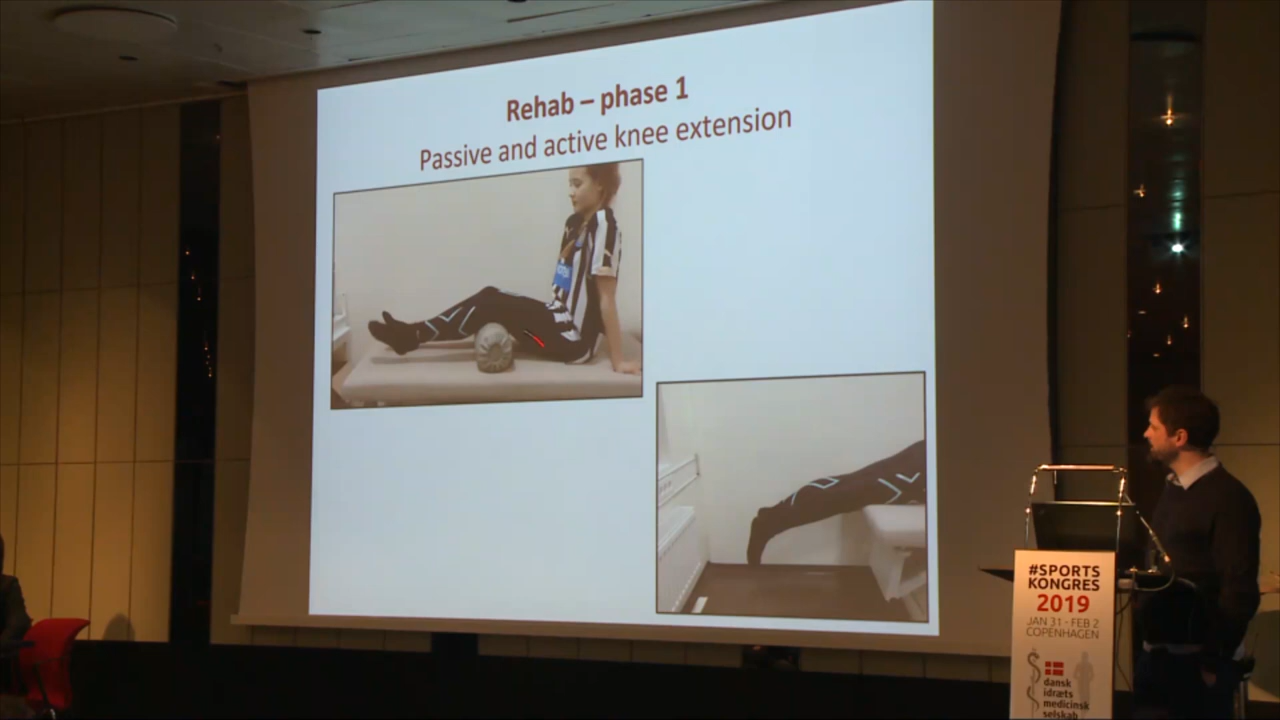 Rehab – phase 1
Passive and active knee extension
#SPORTS
KONGRES
2019
JAN 31 - FEB 2
COPENHAGEN
dansk
idræts
medicinsk
selskab